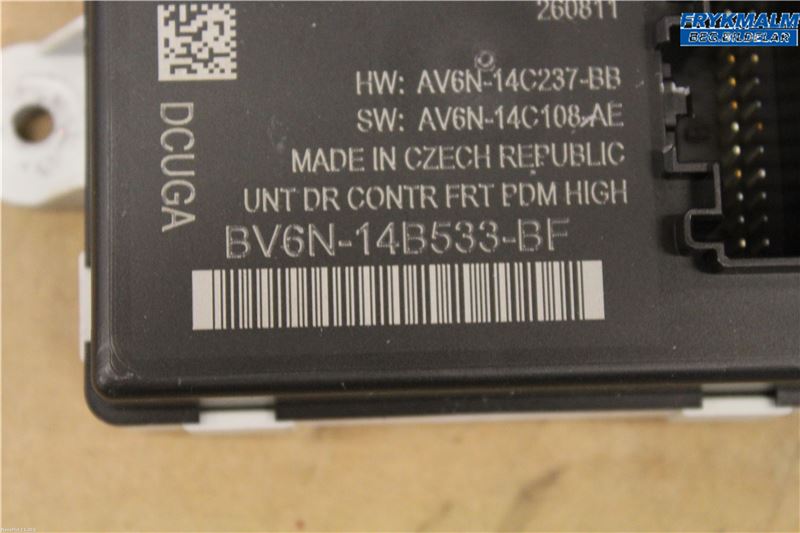 260811
FRYKMALM
BEG BILDELAR
HW: AV6N-14C237-BB
SW: AV6N-14C108-AE
MADE IN CZECH REPUBLIC
UNT DR CONTR FRT PDM HIGH
BV6N-14B533-BF
DCUGA